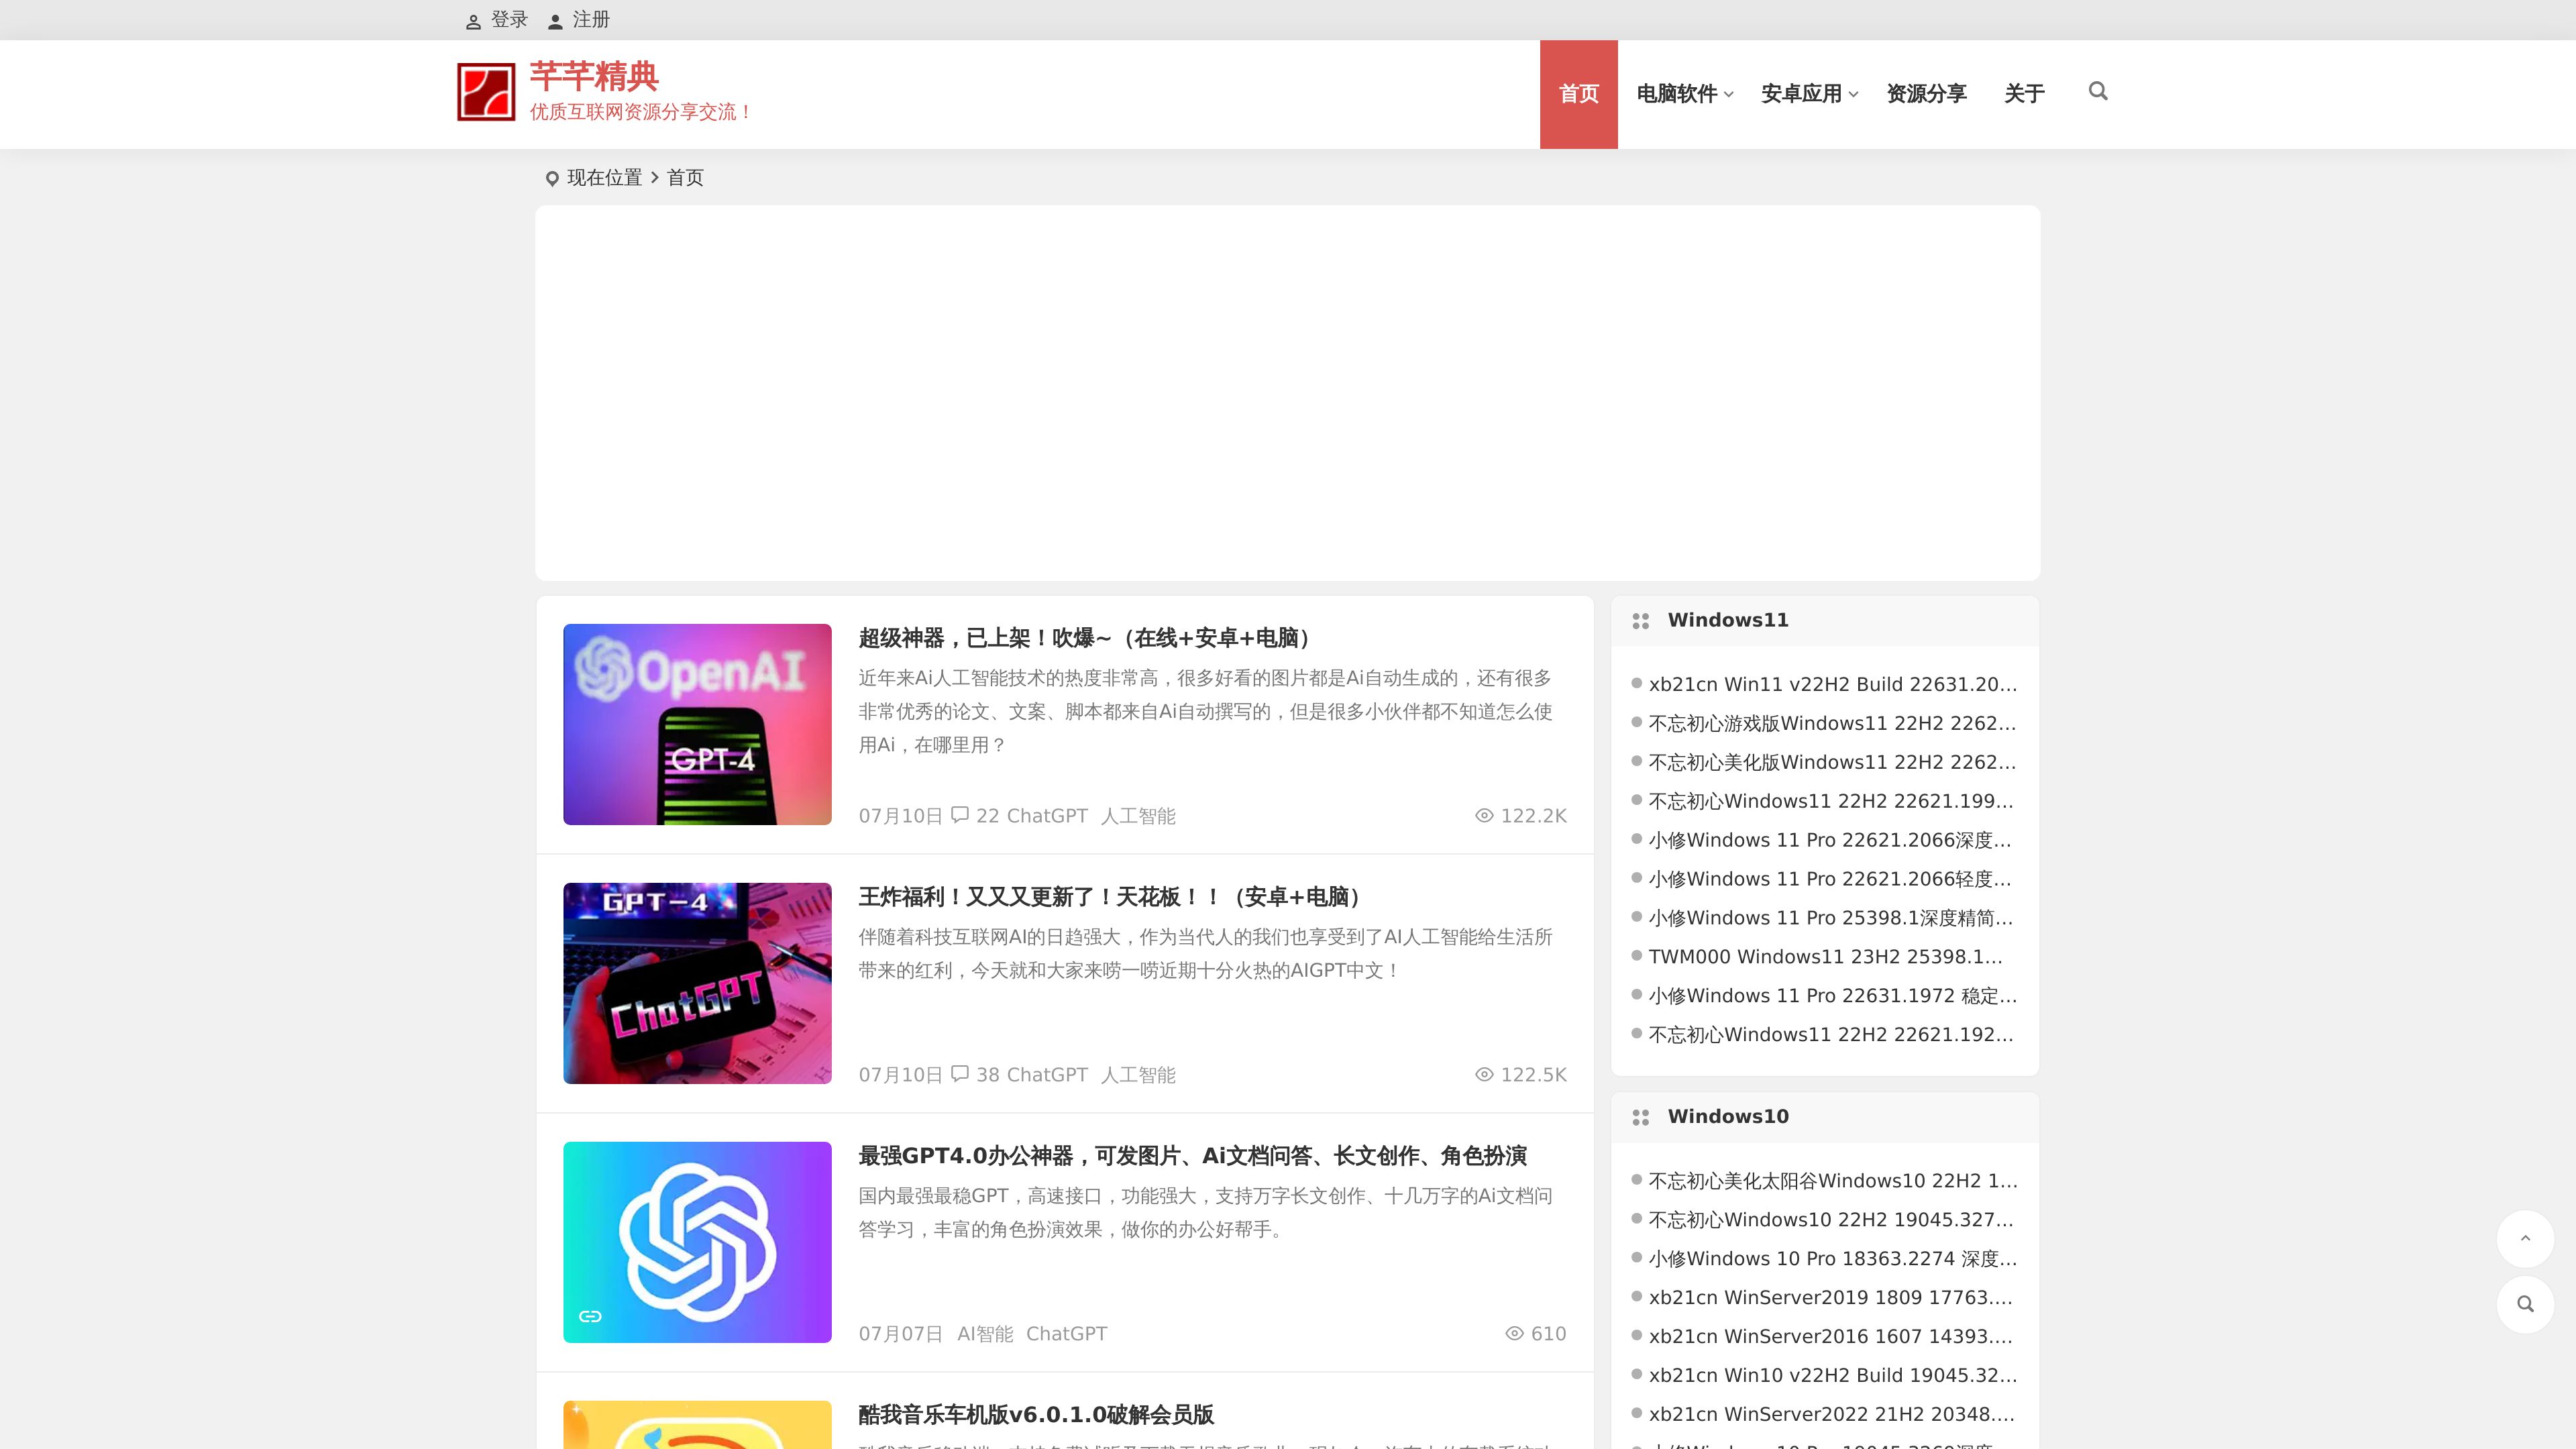 登录 注册
芊芊精典
优质互联网资源分享交流！
首页 电脑软件 安卓应用 资源分享 关于
现在位置 首页
OpenAI
GPT-4
超级神器，已上架！吹爆~（在线+安卓+电脑）
近年来Ai人工智能技术的热度非常高，很多好看的图片都是Ai自动生成的，还有很多
非常优秀的论文、文案、脚本都来自Ai自动撰写的，但是很多小伙伴都不知道怎么使
用Ai，在哪里用？
07月10日 22 ChatGPT 人工智能 122.2K
GPT-4
ChatGPT
王炸福利！又又又更新了！天花板！！（安卓+电脑）
伴随着科技互联网AI的日趋强大，作为当代人的我们也享受到了AI人工智能给生活所
带来的红利，今天就和大家来唠一唠近期十分火热的AIGPT中文！
07月10日 38 ChatGPT 人工智能 122.5K
最强GPT4.0办公神器，可发图片、Ai文档问答、长文创作、角色扮演
国内最强最稳GPT，高速接口，功能强大，支持万字长文创作、十几万字的Ai文档问
答学习，丰富的角色扮演效果，做你的办公好帮手。
07月07日 AI智能 ChatGPT 610
酷我音乐车机版v6.0.1.0破解会员版
Windows11
xb21cn Win11 v22H2 Build 22631.20...
不忘初心游戏版Windows11 22H2 2262...
不忘初心美化版Windows11 22H2 2262...
不忘初心Windows11 22H2 22621.199...
小修Windows 11 Pro 22621.2066深度...
小修Windows 11 Pro 22621.2066轻度...
小修Windows 11 Pro 25398.1深度精简...
TWM000 Windows11 23H2 25398.1...
小修Windows 11 Pro 22631.1972 稳定...
不忘初心Windows11 22H2 22621.192...
Windows10
不忘初心美化太阳谷Windows10 22H2 1...
不忘初心Windows10 22H2 19045.327...
小修Windows 10 Pro 18363.2274 深度...
xb21cn WinServer2019 1809 17763....
xb21cn WinServer2016 1607 14393....
xb21cn Win10 v22H2 Build 19045.32...
xb21cn WinServer2022 21H2 20348....